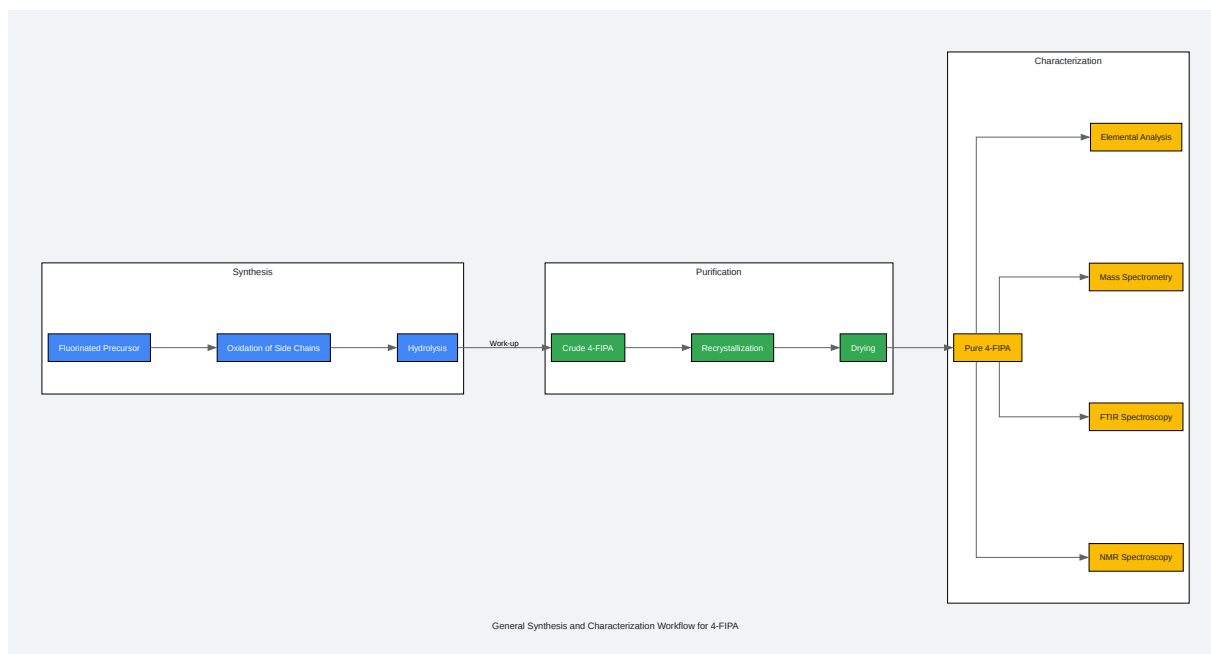 Synthesis
Fluorinated Precursor
Oxidation of Side Chains
Hydrolysis
Work-up
Purification
Crude 4-FIPA
Recrystallization
Drying
Characterization
Pure 4-FIPA
Elemental Analysis
Mass Spectrometry
FTIR Spectroscopy
NMR Spectroscopy
General Synthesis and Characterization Workflow for 4-FIPA